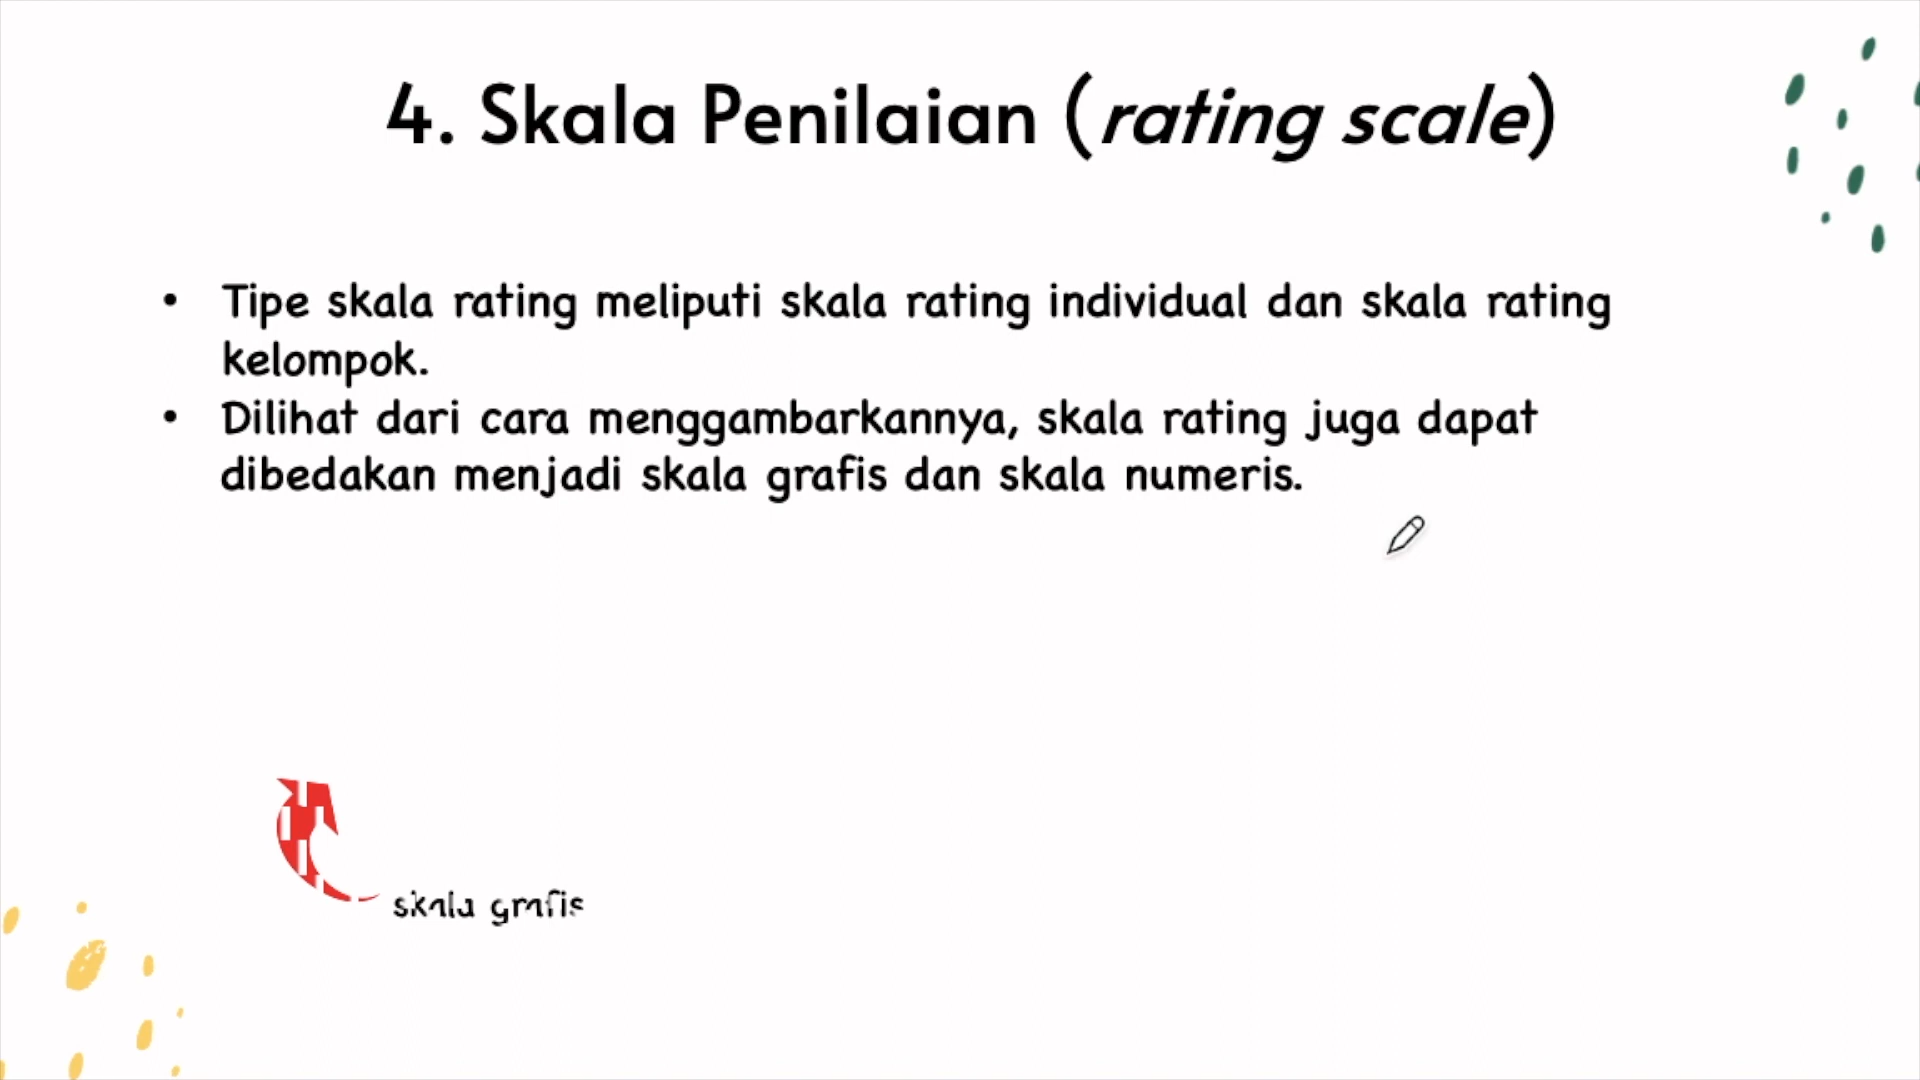 4. Skala Penilaian (rating scale)
• Tipe skala rating meliputi skala rating individual dan skala rating
kelompok.
• Dilihat dari cara menggambarkannya, skala rating juga dapat
dibedakan menjadi skala grafis dan skala numeris.
skala grafis